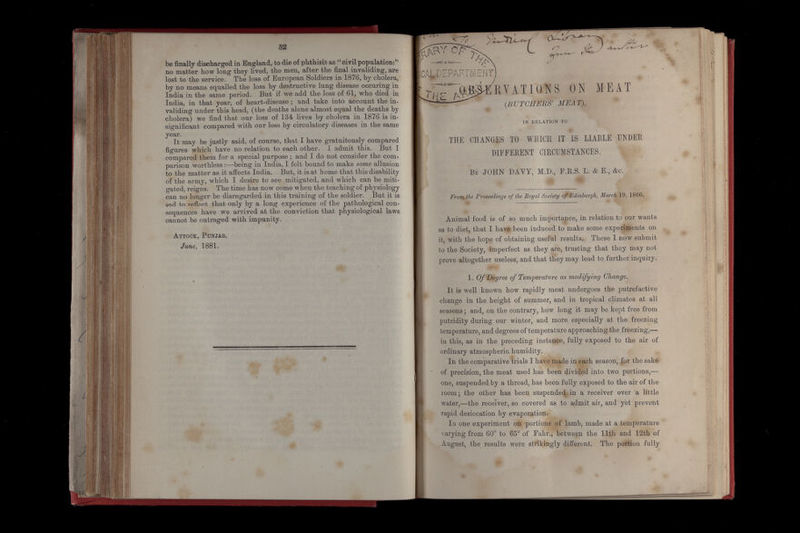 32
be finally discharged in England, to die of phthisis as "civil population:"
no matter how long they lived, the men, after the final invaliding, are
lost to the service. The loss of European Soldiers in 1876, by cholera,
by no means equalled the loss by destructive lung disease occuring in
India in the same period. But if we add the loss of 61, who died in
India, in that year, of heart-disease; and take into account the in-
validing under this head, (the deaths alone almost equal the deaths by
cholera) we find that our loss of 134 lives by cholera in 1876 is in-
significant compared with our loss by circulatory diseases in the same
year.
It may be justly said, of course, that I have gratuitously compared
figures which have no relation to each other. I admit this. But I
compared them for a special purpose; and I do not consider the com-
parison worthless:—being in India, I felt bound to make some allusion
to the matter as it affects India. But, it is at home that this disability
of the army, which I desire to see mitigated, and which can be miti-
gated, reigns. The time has now come when the teaching of physiology
can no longer be disregarded in this training of the soldier. But it is
sad to reflect that only by a long experience of the pathological con-
sequences have we arrived at the conviction that physiological laws
cannot be outraged with impunity.
ATTOCK, PUNJAB,
June, 1881.
DEPARTMENT
OBSERVATIONS ON MEAT
(BUTCHERS' MEAT),
IN RELATION TO
THE CHANGES TO WHICH IT IS LIABLE UNDER
DIFFERENT CIRCUMSTANCES.
By JOHN DAVY, M.D., F.R.S. L. & E., &c.
From the Proceedings of the Royal Society of Edinburgh, March 19, 1866.
Animal food is of so much importance, in relation to our wants
as to diet, that I have been induced to make some experiments on
it, with the hope of obtaining useful results. These I now submit
to the Society, imperfect as they are, trusting that they may not
prove altogether useless, and that they may lead to further inquiry.
1. Of Degree of Temperature as modifying Change.
It is well known how rapidly meat undergoes the putrefactive
change in the height of summer, and in tropical climates at all
seasons; and, on the contrary, how long it may be kept free from
putridity during our winter, and more especially at the freezing
temperature, and degrees of temperature approaching the freezing,—
in this, as in the preceding instance, fully exposed to the air of
ordinary atmospheric humidity.
In the comparative trials I have made in each season, for the sake
of precision, the meat used has been divided into two portions,—
one, suspended by a thread, has been fully exposed to the air of the
room; the other has been suspended in a receiver over a little
water,—the receiver, so covered as to admit air, and yet prevent
rapid desiccation by evaporation.
In one experiment on portions of lamb, made at a temperature
varying from 60° to 65° of Fahr., between the 11th and 12th of
August, the results were strikingly different. The portion fully